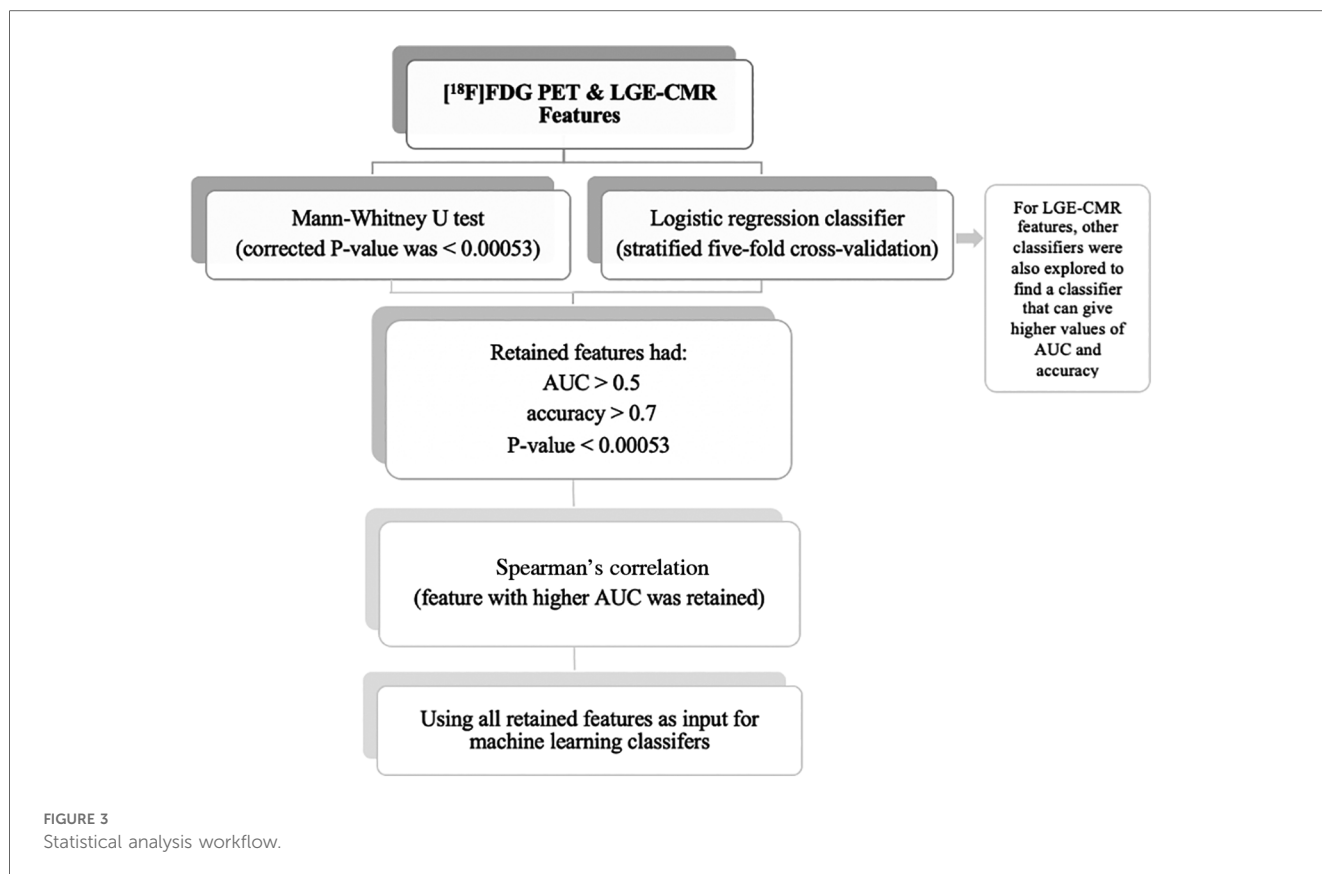 [¹⁸F]FDG PET & LGE-CMR
Features
Mann-Whitney U test
(corrected P-value was < 0.00053)
Logistic regression classifier
(stratified five-fold cross-validation)
For LGE-CMR
features, other
classifiers were
also explored to
find a classifier
that can give
higher values of
AUC and
accuracy
Retained features had:
AUC > 0.5
accuracy > 0.7
P-value < 0.00053
Spearman's correlation
(feature with higher AUC was retained)
Using all retained features as input for
machine learning classifers
FIGURE 3
Statistical analysis workflow.